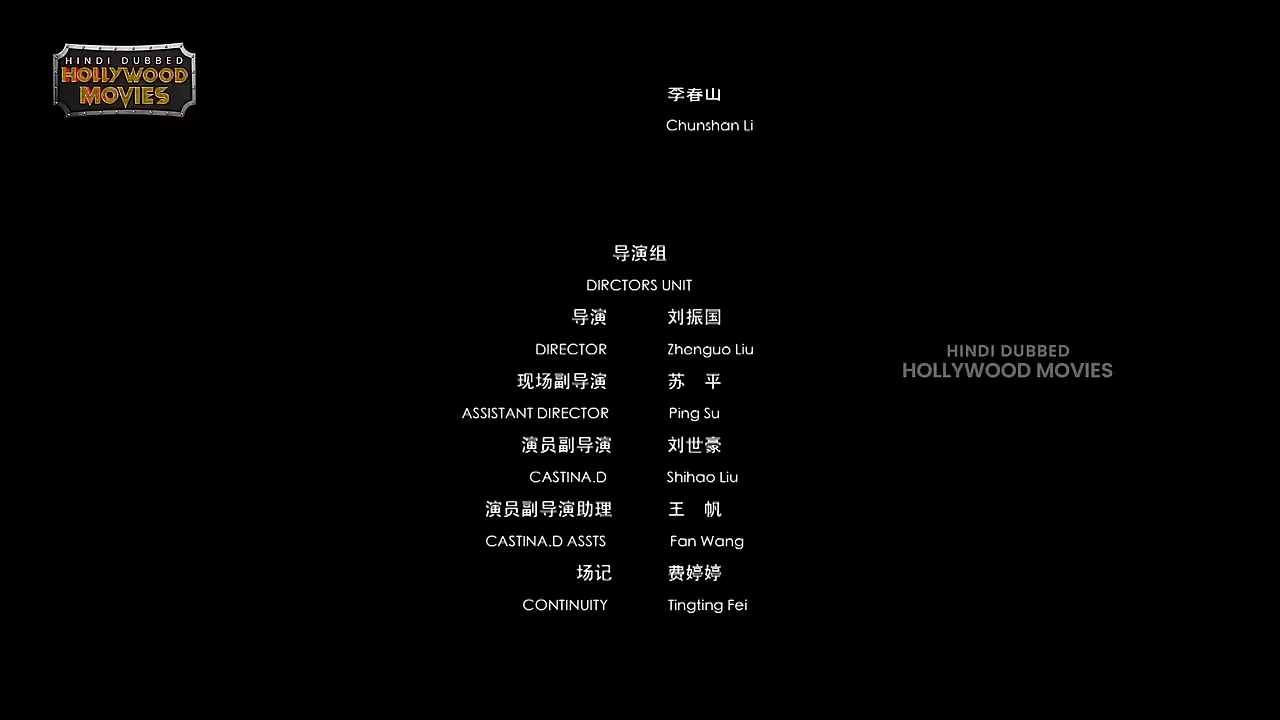 HINDI DUBBED
HOLLYWOOD
MOVIES
李春山
Chunshan Li
导演组
DIRCTORS UNIT
导演 刘振国
DIRECTOR Zhenguo Liu
HINDI DUBBED
HOLLYWOOD MOVIES
现场副导演 苏 平
ASSISTANT DIRECTOR Ping Su
演员副导演 刘世豪
CASTINA.D Shihao Liu
演员副导演助理 王 帆
CASTINA.D ASSTS Fan Wang
场记 费婷婷
CONTINUITY Tingting Fei